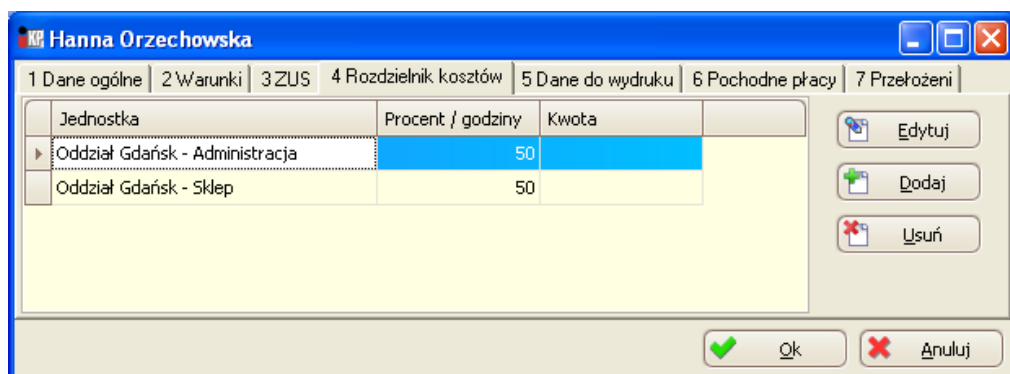 KP Hanna Orzechowska
1 Dane ogólne 2 Warunki 3 ZUS 4 Rozdzielnik kosztów 5 Dane do wydruku 6 Pochodne płacy 7 Przełożeni
Jednostka Procent / godziny Kwota
Edytuj
Oddział Gdańsk - Administracja 50
Oddział Gdańsk - Sklep 50
Dodaj
Usuń
Ok Anuluj